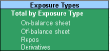 Exposure Types
Total by Exposure Type
On-balance sheet
Off-balance sheet
Repos
Derivatives